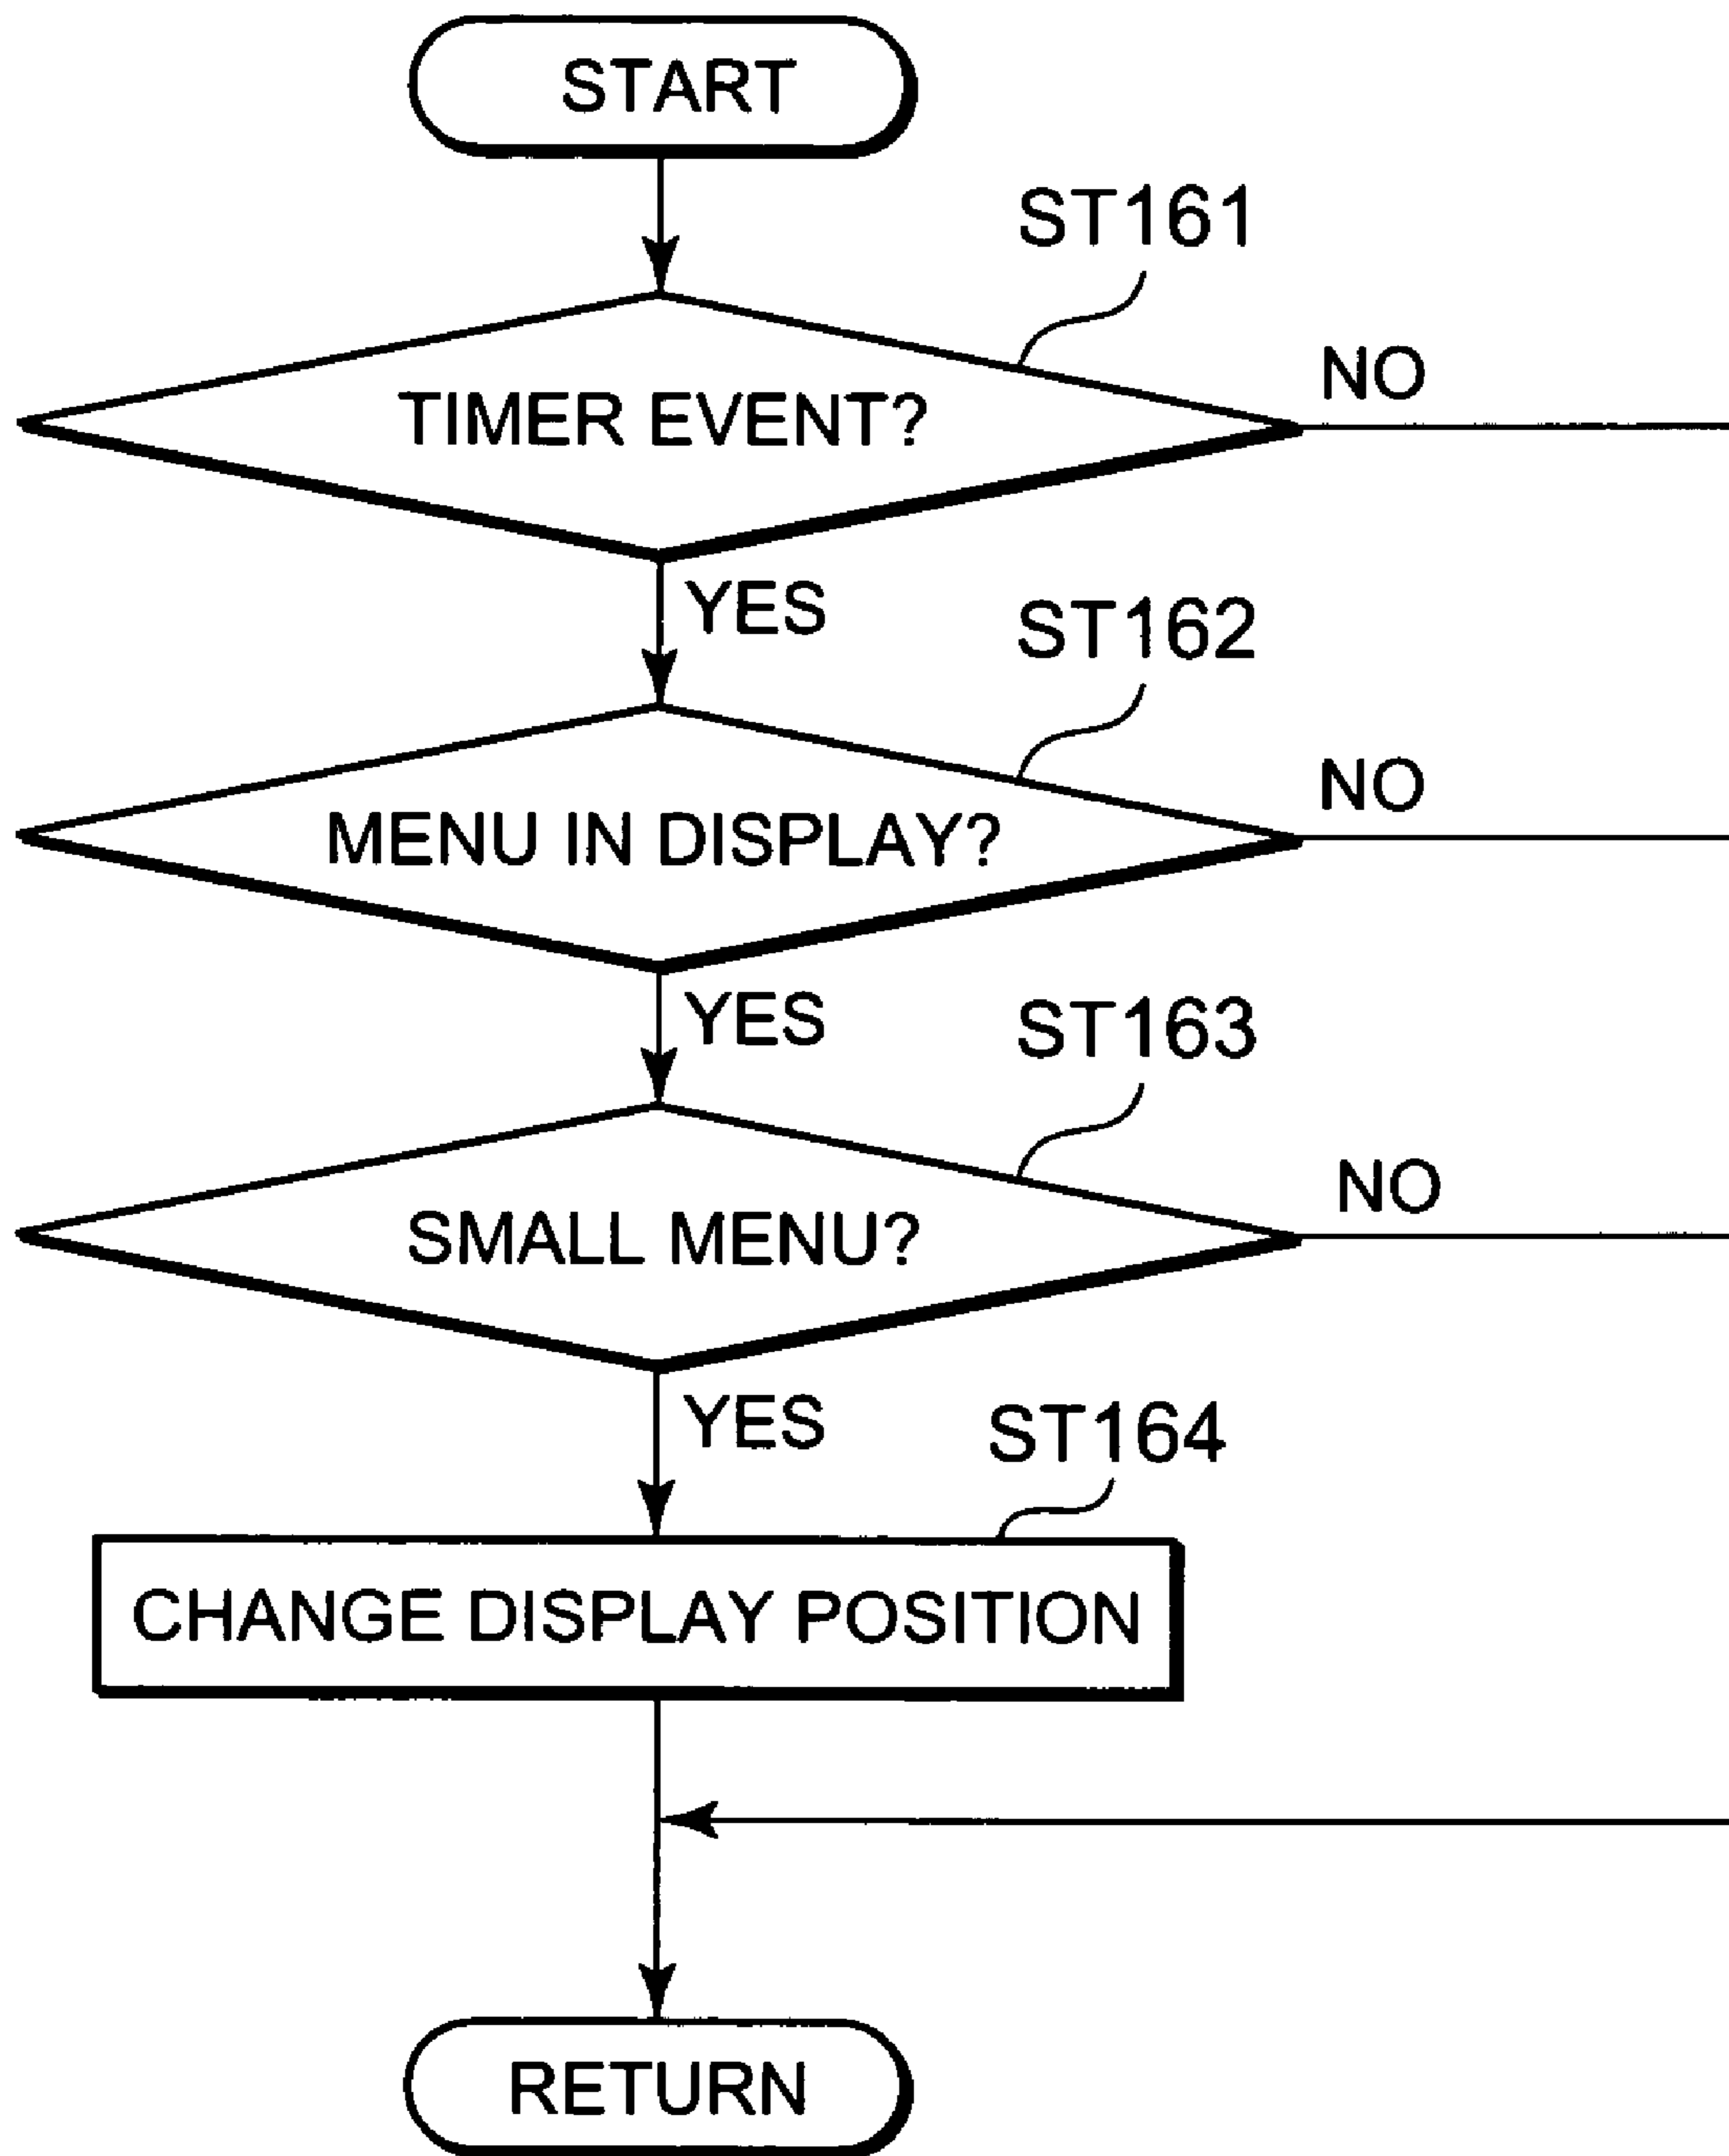 START
ST161
TIMER EVENT?
NO
YES
ST162
MENU IN DISPLAY?
NO
YES
ST163
SMALL MENU?
NO
YES
ST164
CHANGE DISPLAY POSITION
RETURN